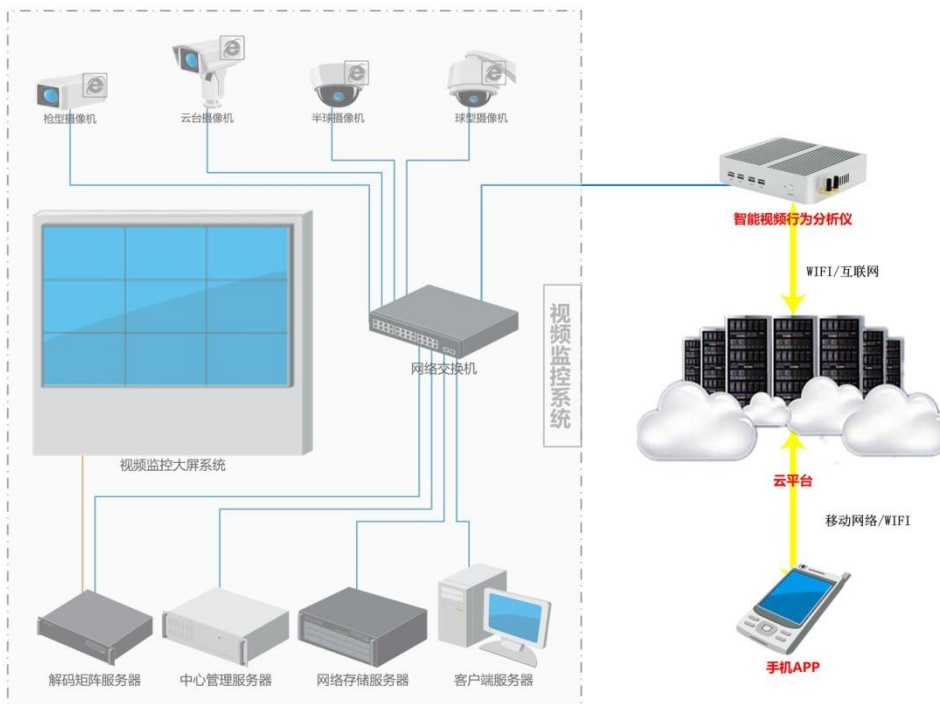 枪型摄像机
云台摄像机
半球摄像机
球型摄像机
智能视频行为分析仪
WIFI/互联网
网络交换机
视频监控系统
视频监控大屏系统
云平台
移动网络/WIFI
解码矩阵服务器
中心管理服务器
网络存储服务器
客户端服务器
手机APP